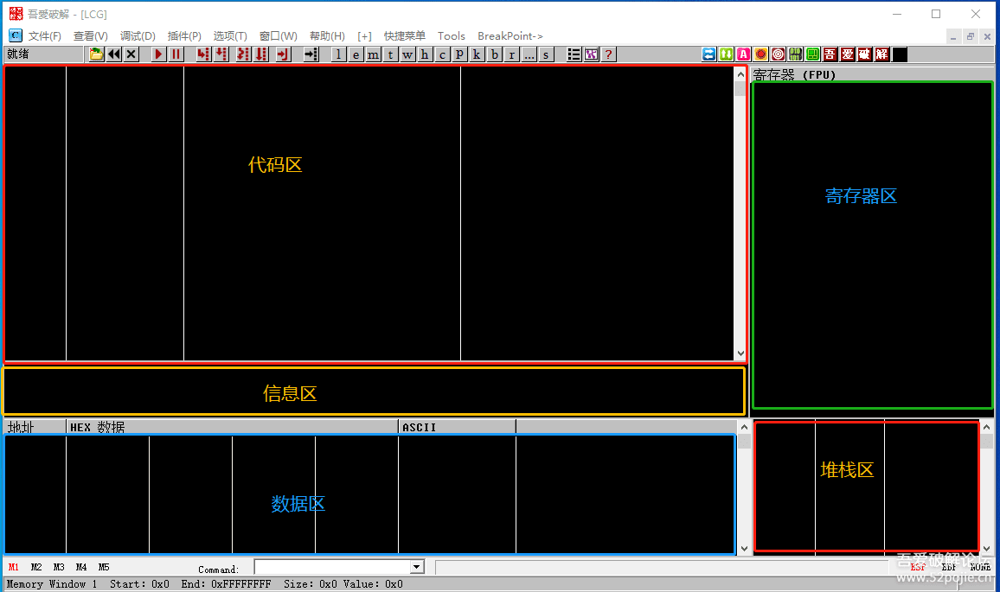 吾爱破解 - [LCG]
文件(F) 查看(V) 调试(D) 插件(P) 选项(T) 窗口(W) 帮助(H) [+] 快捷菜单 Tools BreakPoint->
就绪 l e m t w h c p k b r ... s ? A 吾 爱 破 解
寄存器 (FPU)
代码区
寄存器区
信息区
地址 HEX 数据 ASCII
堆栈区
数据区
M1 M2 M3 M4 M5 Command: ESP EBP NONE
吾爱破解论坛
www.52pojie.cn
Memory Window 1 Start: 0x0 End: 0xFFFFFFFF Size: 0x0 Value: 0x0